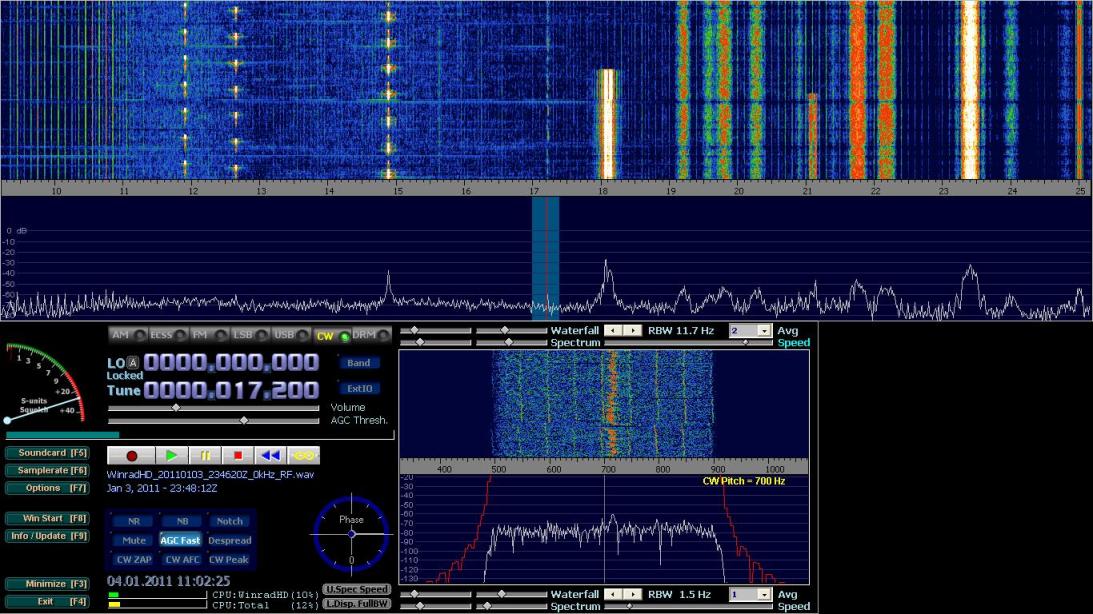 10 11 12 13 14 15 16 17 18 19 20 21 22 23 24 25
0 dB
-10
-20
-30
-40
-50
AM ECSS FM LSB USB CW DRM
Waterfall RBW 11.7 Hz 2 Avg
Spectrum Speed
LO A 0000.000.000 Band
Locked
Tune 0000.017.200 ExtIO
1 3 5 7 9 +20 +40
S-units
Squelch
Volume
AGC Thresh.
Soundcard [F5]
Samplerate [F6]
Options [F7]
WinradHD_20110103_234620Z_0kHz_RF.wav
Jan 3, 2011 - 23:48:12Z
400 500 600 700 800 900 1000
CW Pitch = 700 Hz
-20
-30
-40
-50
-60
-70
-80
-90
-100
-110
-120
-130
Win Start [F8]
Info / Update [F9]
NR NB Notch
Mute AGC Fast Despread
CW ZAP CW AFC CW Peak
Phase
0
Minimize [F3]
Exit [F4]
04.01.2011 11:02:25
CPU:WinradHD(10%)
CPU:Total (12%)
U.Spec Speed
L.Disp. FullBW
Waterfall RBW 1.5 Hz 1 Avg
Spectrum Speed